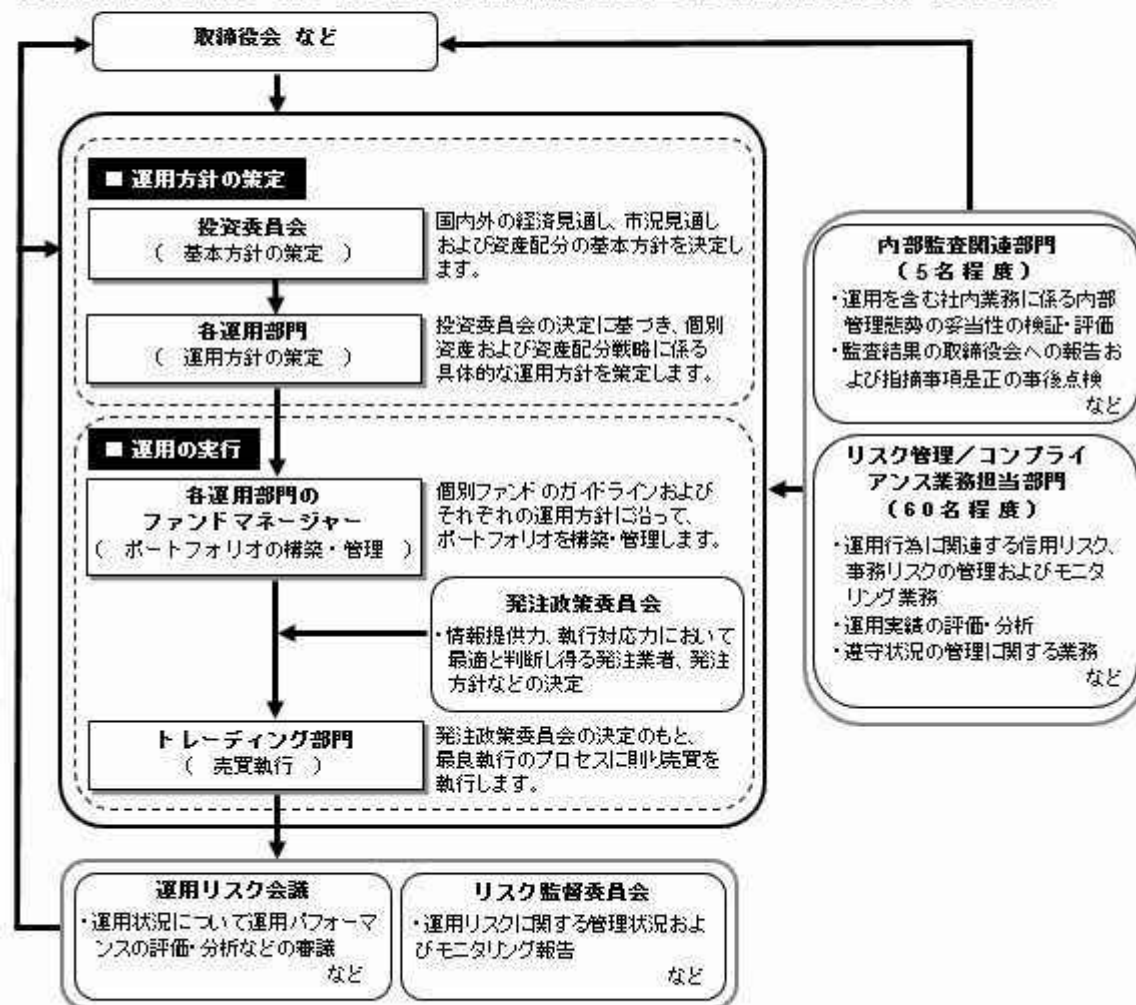 取締役会 など
■ 運用方針の策定
投資委員会
( 基本方針の策定 )
国内外の経済見通し、市況見通し
および資産配分の基本方針を決定し
ます。
各運用部門
( 運用方針の策定 )
投資委員会の決定に基づき、個別
資産および資産配分戦略に係る
具体的な運用方針を策定します。
■ 運用の実行
各運用部門の
ファンドマネージャー
( ポートフォリオの構築・管理 )
個別ファンドのガイドラインおよび
それぞれの運用方針に沿って、
ポートフォリオを構築・管理します。
発注政策委員会
・情報提供力、執行対応力において
最適と判断し得る発注業者、発注
方針などの決定
トレーディング部門
( 売買執行 )
発注政策委員会の決定のもと、
最良執行のプロセスに則り売買を
執行します。
内部監査関連部門
(5名程度)
・運用を含む社内業務に係る内部
管理態勢の妥当性の検証・評価
・監査結果の取締役会への報告お
よび指摘事項是正の事後点検
など
リスク管理/コンプライ
アンス業務担当部門
(60名程度)
・運用行為に関連する信用リスク、
事務リスクの管理およびモニタ
リング業務
・運用実績の評価・分析
・遵守状況の管理に関する業務
など
運用リスク会議
・運用状況について運用パフォーマ
ンスの評価・分析などの審議
など
リスク監督委員会
・運用リスクに関する管理状況およ
びモニタリング報告
など